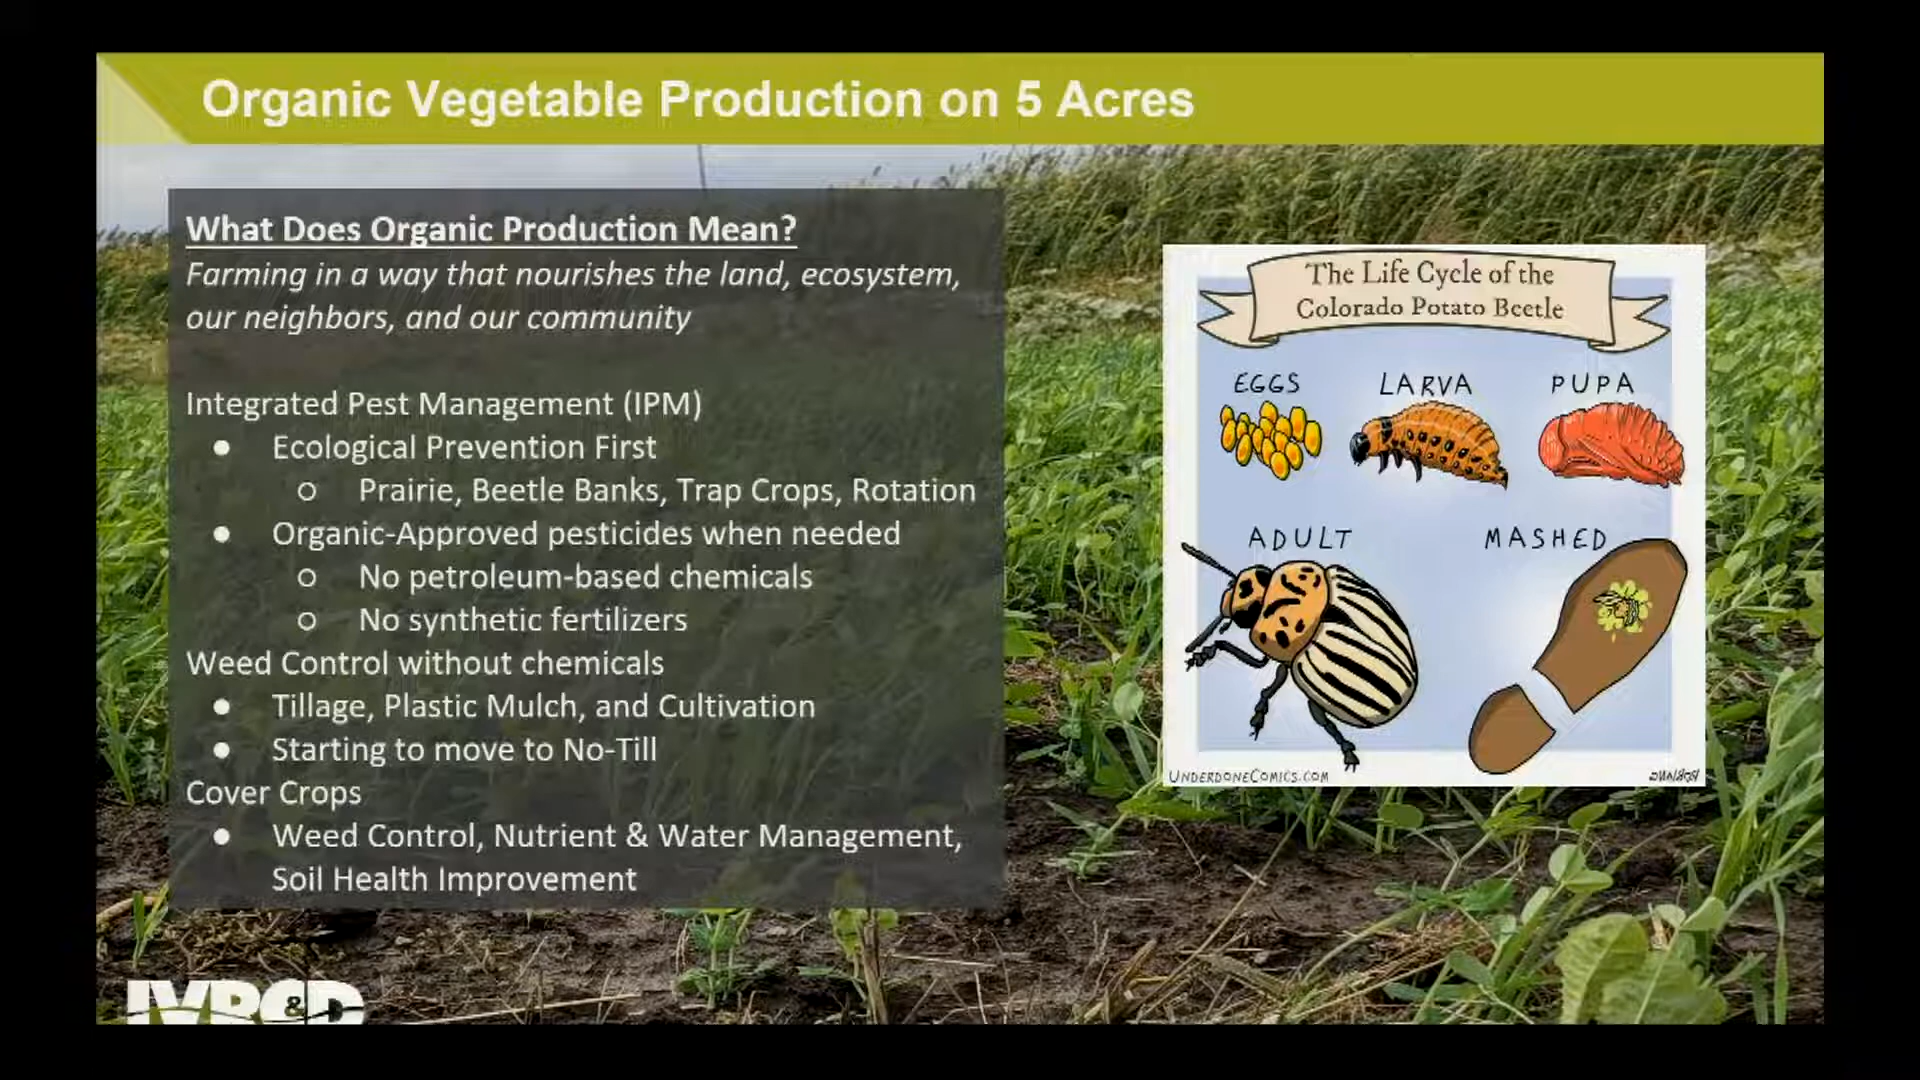 Organic Vegetable Production on 5 Acres
What Does Organic Production Mean?
Farming in a way that nourishes the land, ecosystem,
our neighbors, and our community
Integrated Pest Management (IPM)
● Ecological Prevention First
○ Prairie, Beetle Banks, Trap Crops, Rotation
● Organic-Approved pesticides when needed
○ No petroleum-based chemicals
○ No synthetic fertilizers
Weed Control without chemicals
● Tillage, Plastic Mulch, and Cultivation
● Starting to move to No-Till
Cover Crops
● Weed Control, Nutrient & Water Management,
Soil Health Improvement
The Life Cycle of the
Colorado Potato Beetle
EGGS LARVA PUPA
ADULT MASHED
UNDERDONECOMICS.COM
IVRC&D